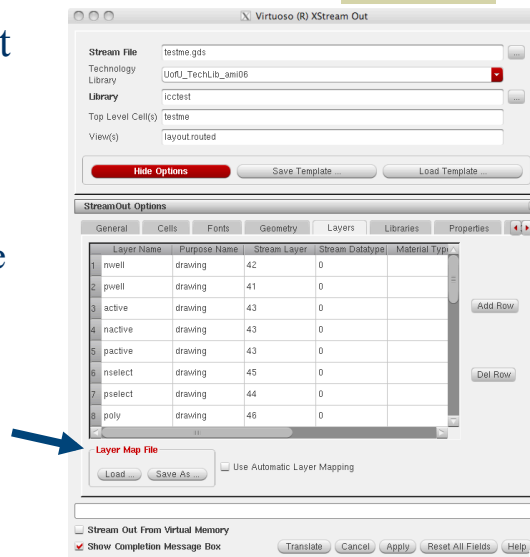 t
e
Virtuoso (R) XStream Out
Stream File testme.gds ...
Technology Library UofU_TechLib_ami06
Library icctest ...
Top Level Cell(s) testme
View(s) layout.routed
Hide Options Save Template ... Load Template ...
StreamOut Options
General Cells Fonts Geometry Layers Libraries Properties
Layer Name Purpose Name Stream Layer Stream Datatype Material Typ
1 nwell drawing 42 0
2 pwell drawing 41 0
3 active drawing 43 0
4 nactive drawing 43 0
5 pactive drawing 43 0
6 nselect drawing 45 0
7 pselect drawing 44 0
8 poly drawing 46 0
Add Row
Del Row
Layer Map File
Load ... Save As ... Use Automatic Layer Mapping
Stream Out From Virtual Memory
Show Completion Message Box Translate Cancel Apply Reset All Fields Help